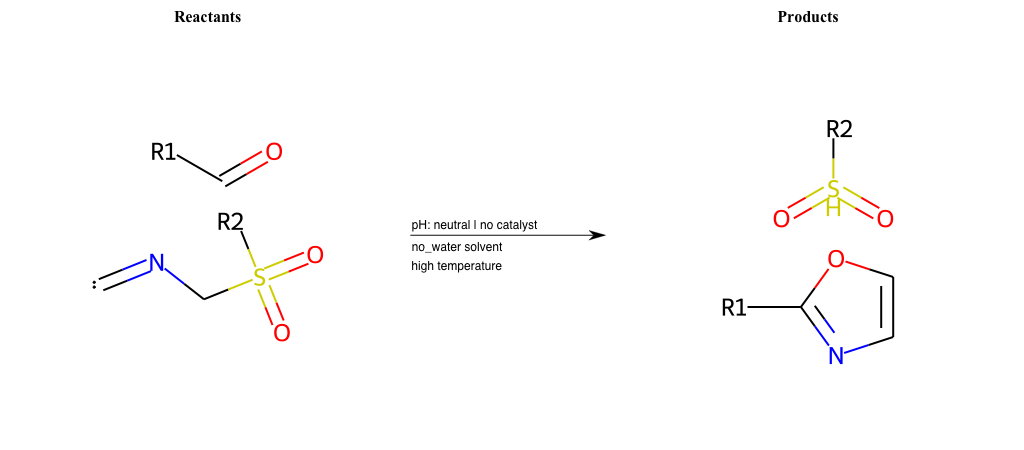 Reactants
Products
R1
O
R2
N
:
S
O
O
pH: neutral | no catalyst
no_water solvent
high temperature
R2
S
H
O
O
O
R1
N